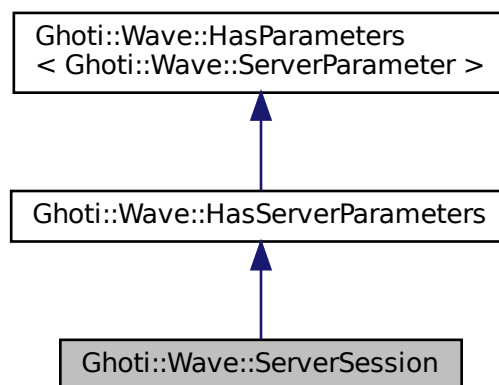 Ghoti::Wave::HasParameters
< Ghoti::Wave::ServerParameter >
Ghoti::Wave::HasServerParameters
Ghoti::Wave::ServerSession